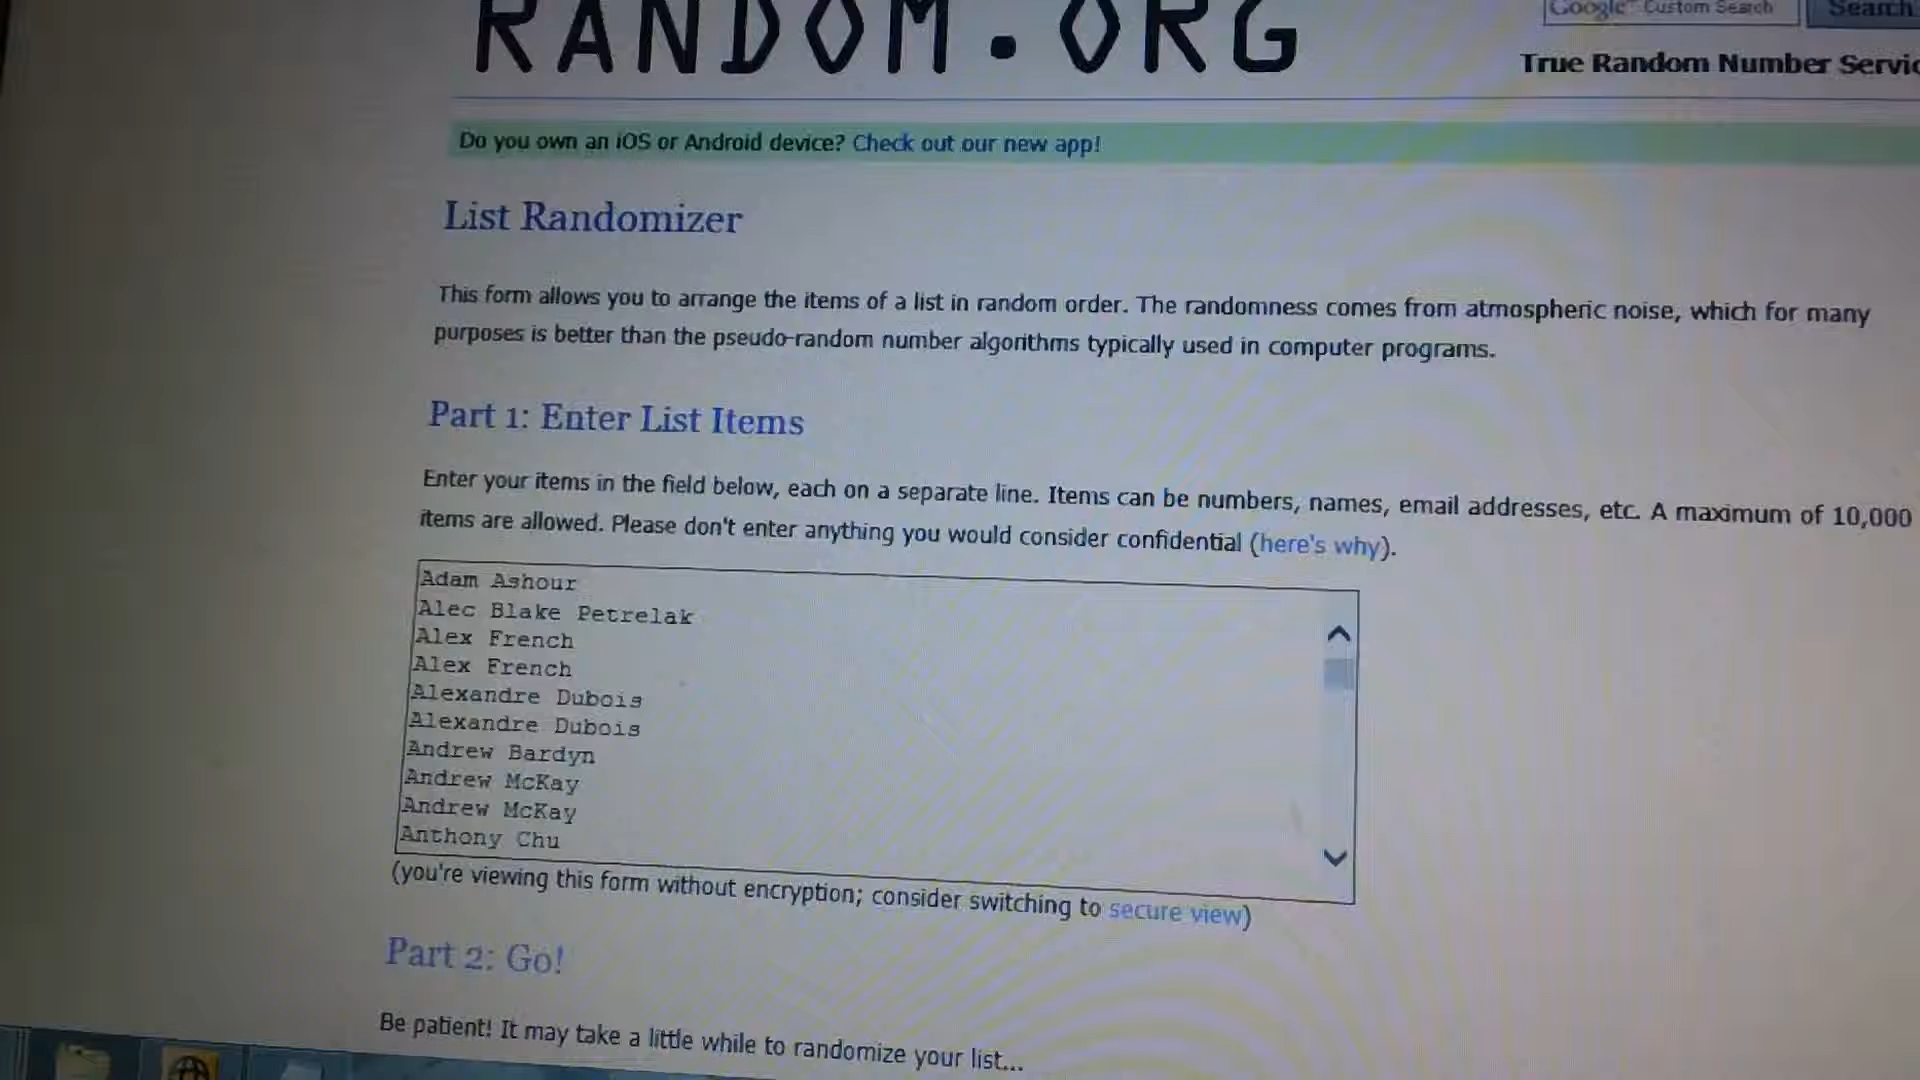 RANDOM.ORG
Google Custom Search
Search
True Random Number Servic
Do you own an iOS or Android device? Check out our new app!
List Randomizer
This form allows you to arrange the items of a list in random order. The randomness comes from atmospheric noise, which for many
purposes is better than the pseudo-random number algorithms typically used in computer programs.
Part 1: Enter List Items
Enter your items in the field below, each on a separate line. Items can be numbers, names, email addresses, etc. A maximum of 10,000
items are allowed. Please don't enter anything you would consider confidential (here's why).
Adam Ashour
Alec Blake Petrelak
Alex French
Alex French
Alexandre Dubois
Alexandre Dubois
Andrew Bardyn
Andrew McKay
Andrew McKay
Anthony Chu
(you're viewing this form without encryption; consider switching to secure view)
Part 2: Go!
Be patient! It may take a little while to randomize your list...